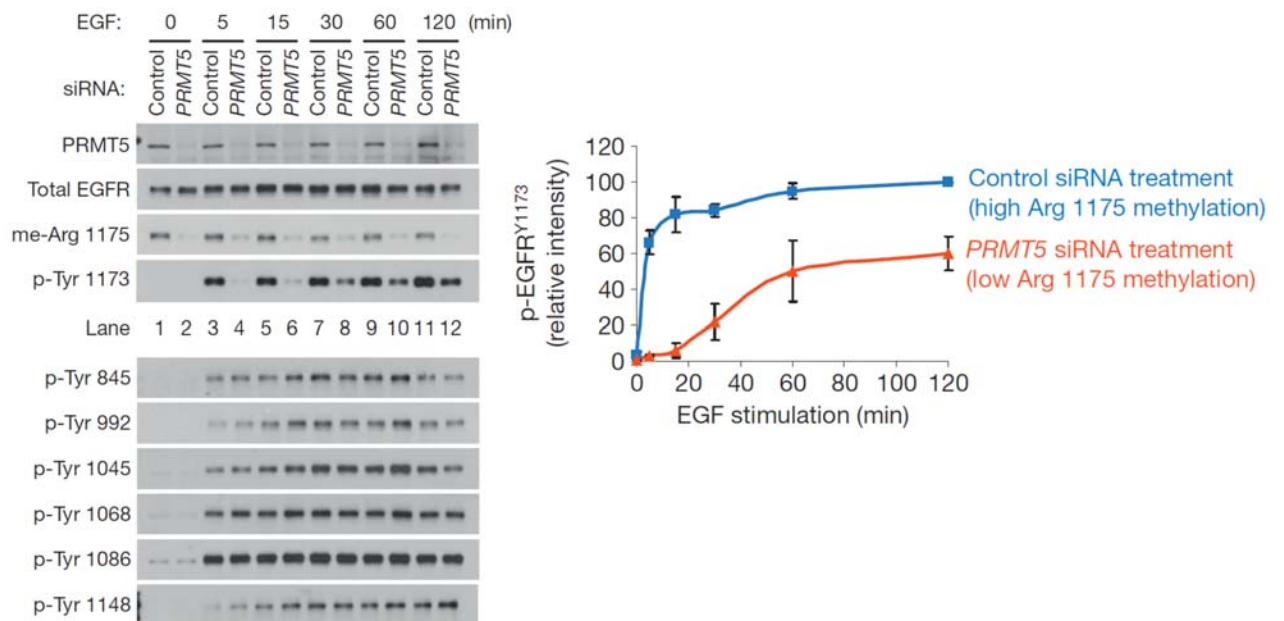 EGF: 0 5 15 30 60 120 (min)
siRNA: Control PRMT5 Control PRMT5 Control PRMT5 Control PRMT5 Control PRMT5 Control PRMT5
PRMT5
Total EGFR
me-Arg 1175
p-Tyr 1173
Lane 1 2 3 4 5 6 7 8 9 10 11 12
p-Tyr 845
p-Tyr 992
p-Tyr 1045
p-Tyr 1068
p-Tyr 1086
p-Tyr 1148
p-EGFR^Y1173
(relative intensity)
120
100
80
60
40
20
0
0 20 40 60 80 100 120
EGF stimulation (min)
Control siRNA treatment
(high Arg 1175 methylation)
PRMT5 siRNA treatment
(low Arg 1175 methylation)